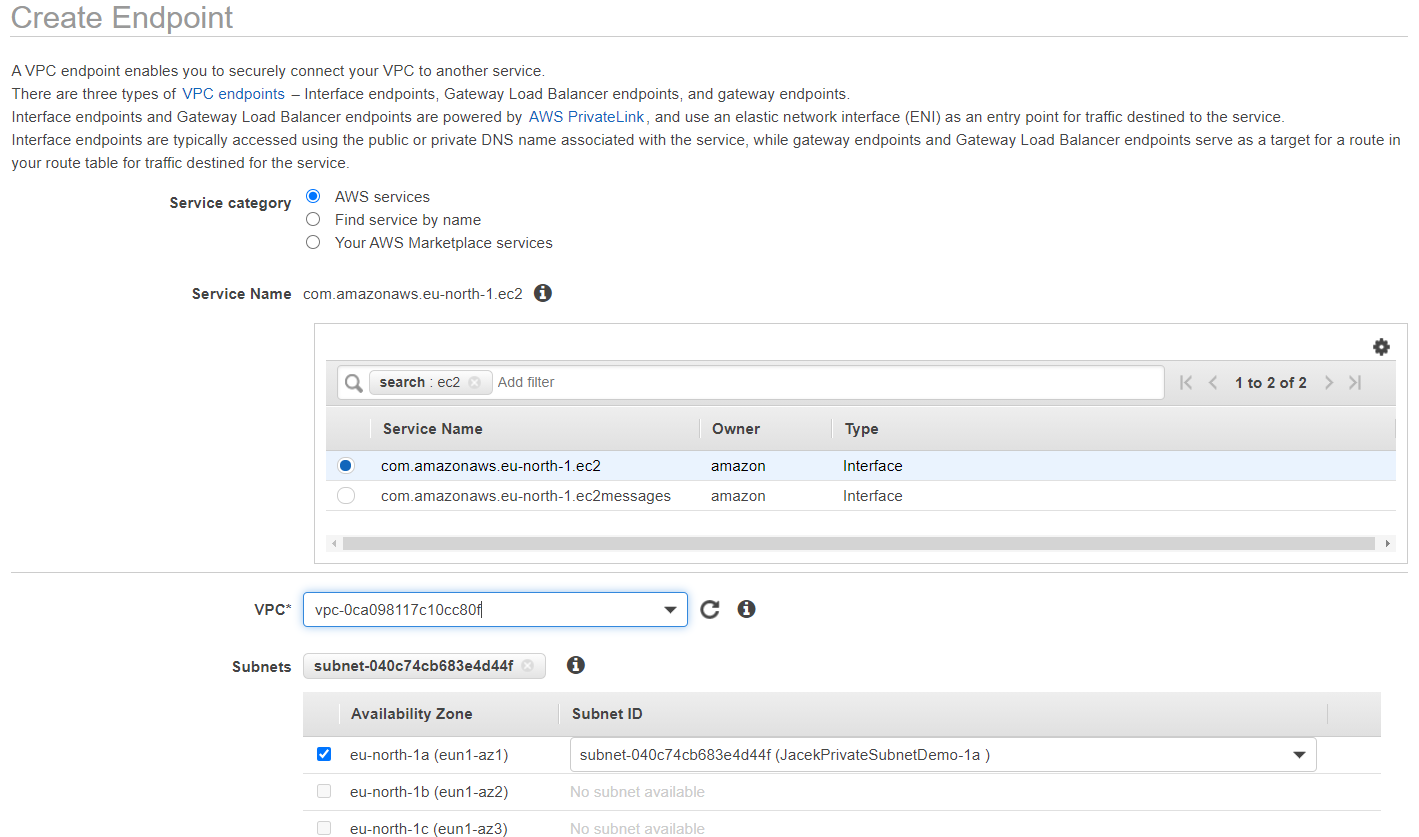 Create Endpoint
A VPC endpoint enables you to securely connect your VPC to another service.
There are three types of VPC endpoints – Interface endpoints, Gateway Load Balancer endpoints, and gateway endpoints.
Interface endpoints and Gateway Load Balancer endpoints are powered by AWS PrivateLink, and use an elastic network interface (ENI) as an entry point for traffic destined to the service.
Interface endpoints are typically accessed using the public or private DNS name associated with the service, while gateway endpoints and Gateway Load Balancer endpoints serve as a target for a route in
your route table for traffic destined for the service.
Service category AWS services
Find service by name
Your AWS Marketplace services
Service Name com.amazonaws.eu-north-1.ec2
search : ec2 Add filter 1 to 2 of 2
Service Name Owner Type
com.amazonaws.eu-north-1.ec2 amazon Interface
com.amazonaws.eu-north-1.ec2messages amazon Interface
VPC* vpc-0ca098117c10cc80f
Subnets subnet-040c74cb683e4d44f
Availability Zone Subnet ID
eu-north-1a (eun1-az1) subnet-040c74cb683e4d44f (JacekPrivateSubnetDemo-1a )
eu-north-1b (eun1-az2) No subnet available
eu-north-1c (eun1-az3) No subnet available